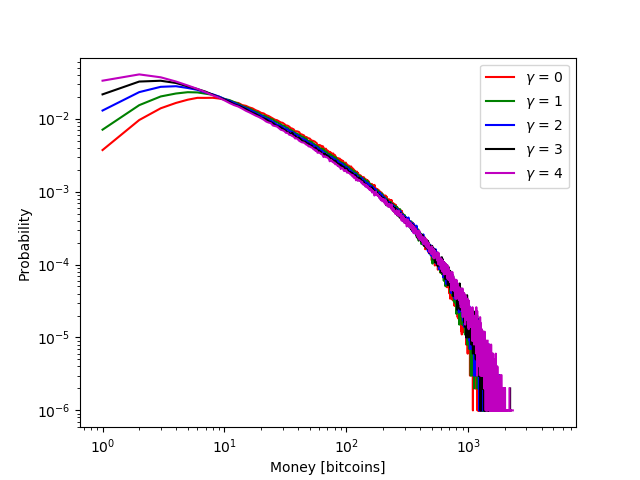 γ = 0
γ = 1
γ = 2
γ = 3
γ = 4
Probability
10⁻²
10⁻³
10⁻⁴
10⁻⁵
10⁻⁶
10⁰ 10¹ 10² 10³
Money [bitcoins]